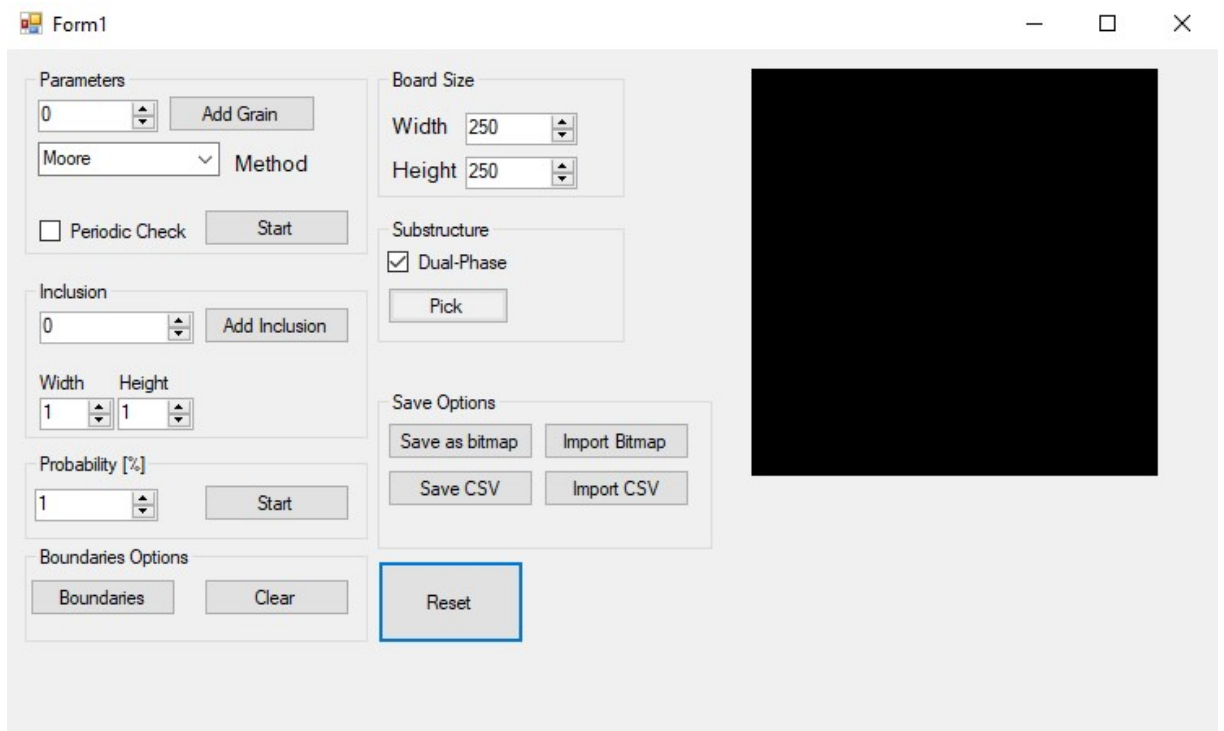 Form1
Parameters
0
Add Grain
Moore
Method
Periodic Check
Start
Inclusion
0
Add Inclusion
Width Height
1 1
Probability [%]
1
Start
Boundaries Options
Boundaries
Clear
Board Size
Width 250
Height 250
Substructure
Dual-Phase
Pick
Save Options
Save as bitmap
Import Bitmap
Save CSV
Import CSV
Reset